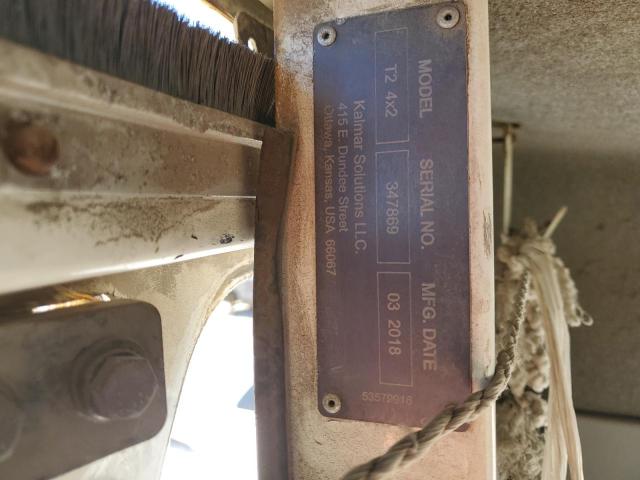 MODEL SERIAL NO. MFG. DATE
T2 4x2 347869 03 2018
Kalmar Solutions LLC.
415 E. Dundee Street
Ottawa, Kansas, USA 66067
53579916